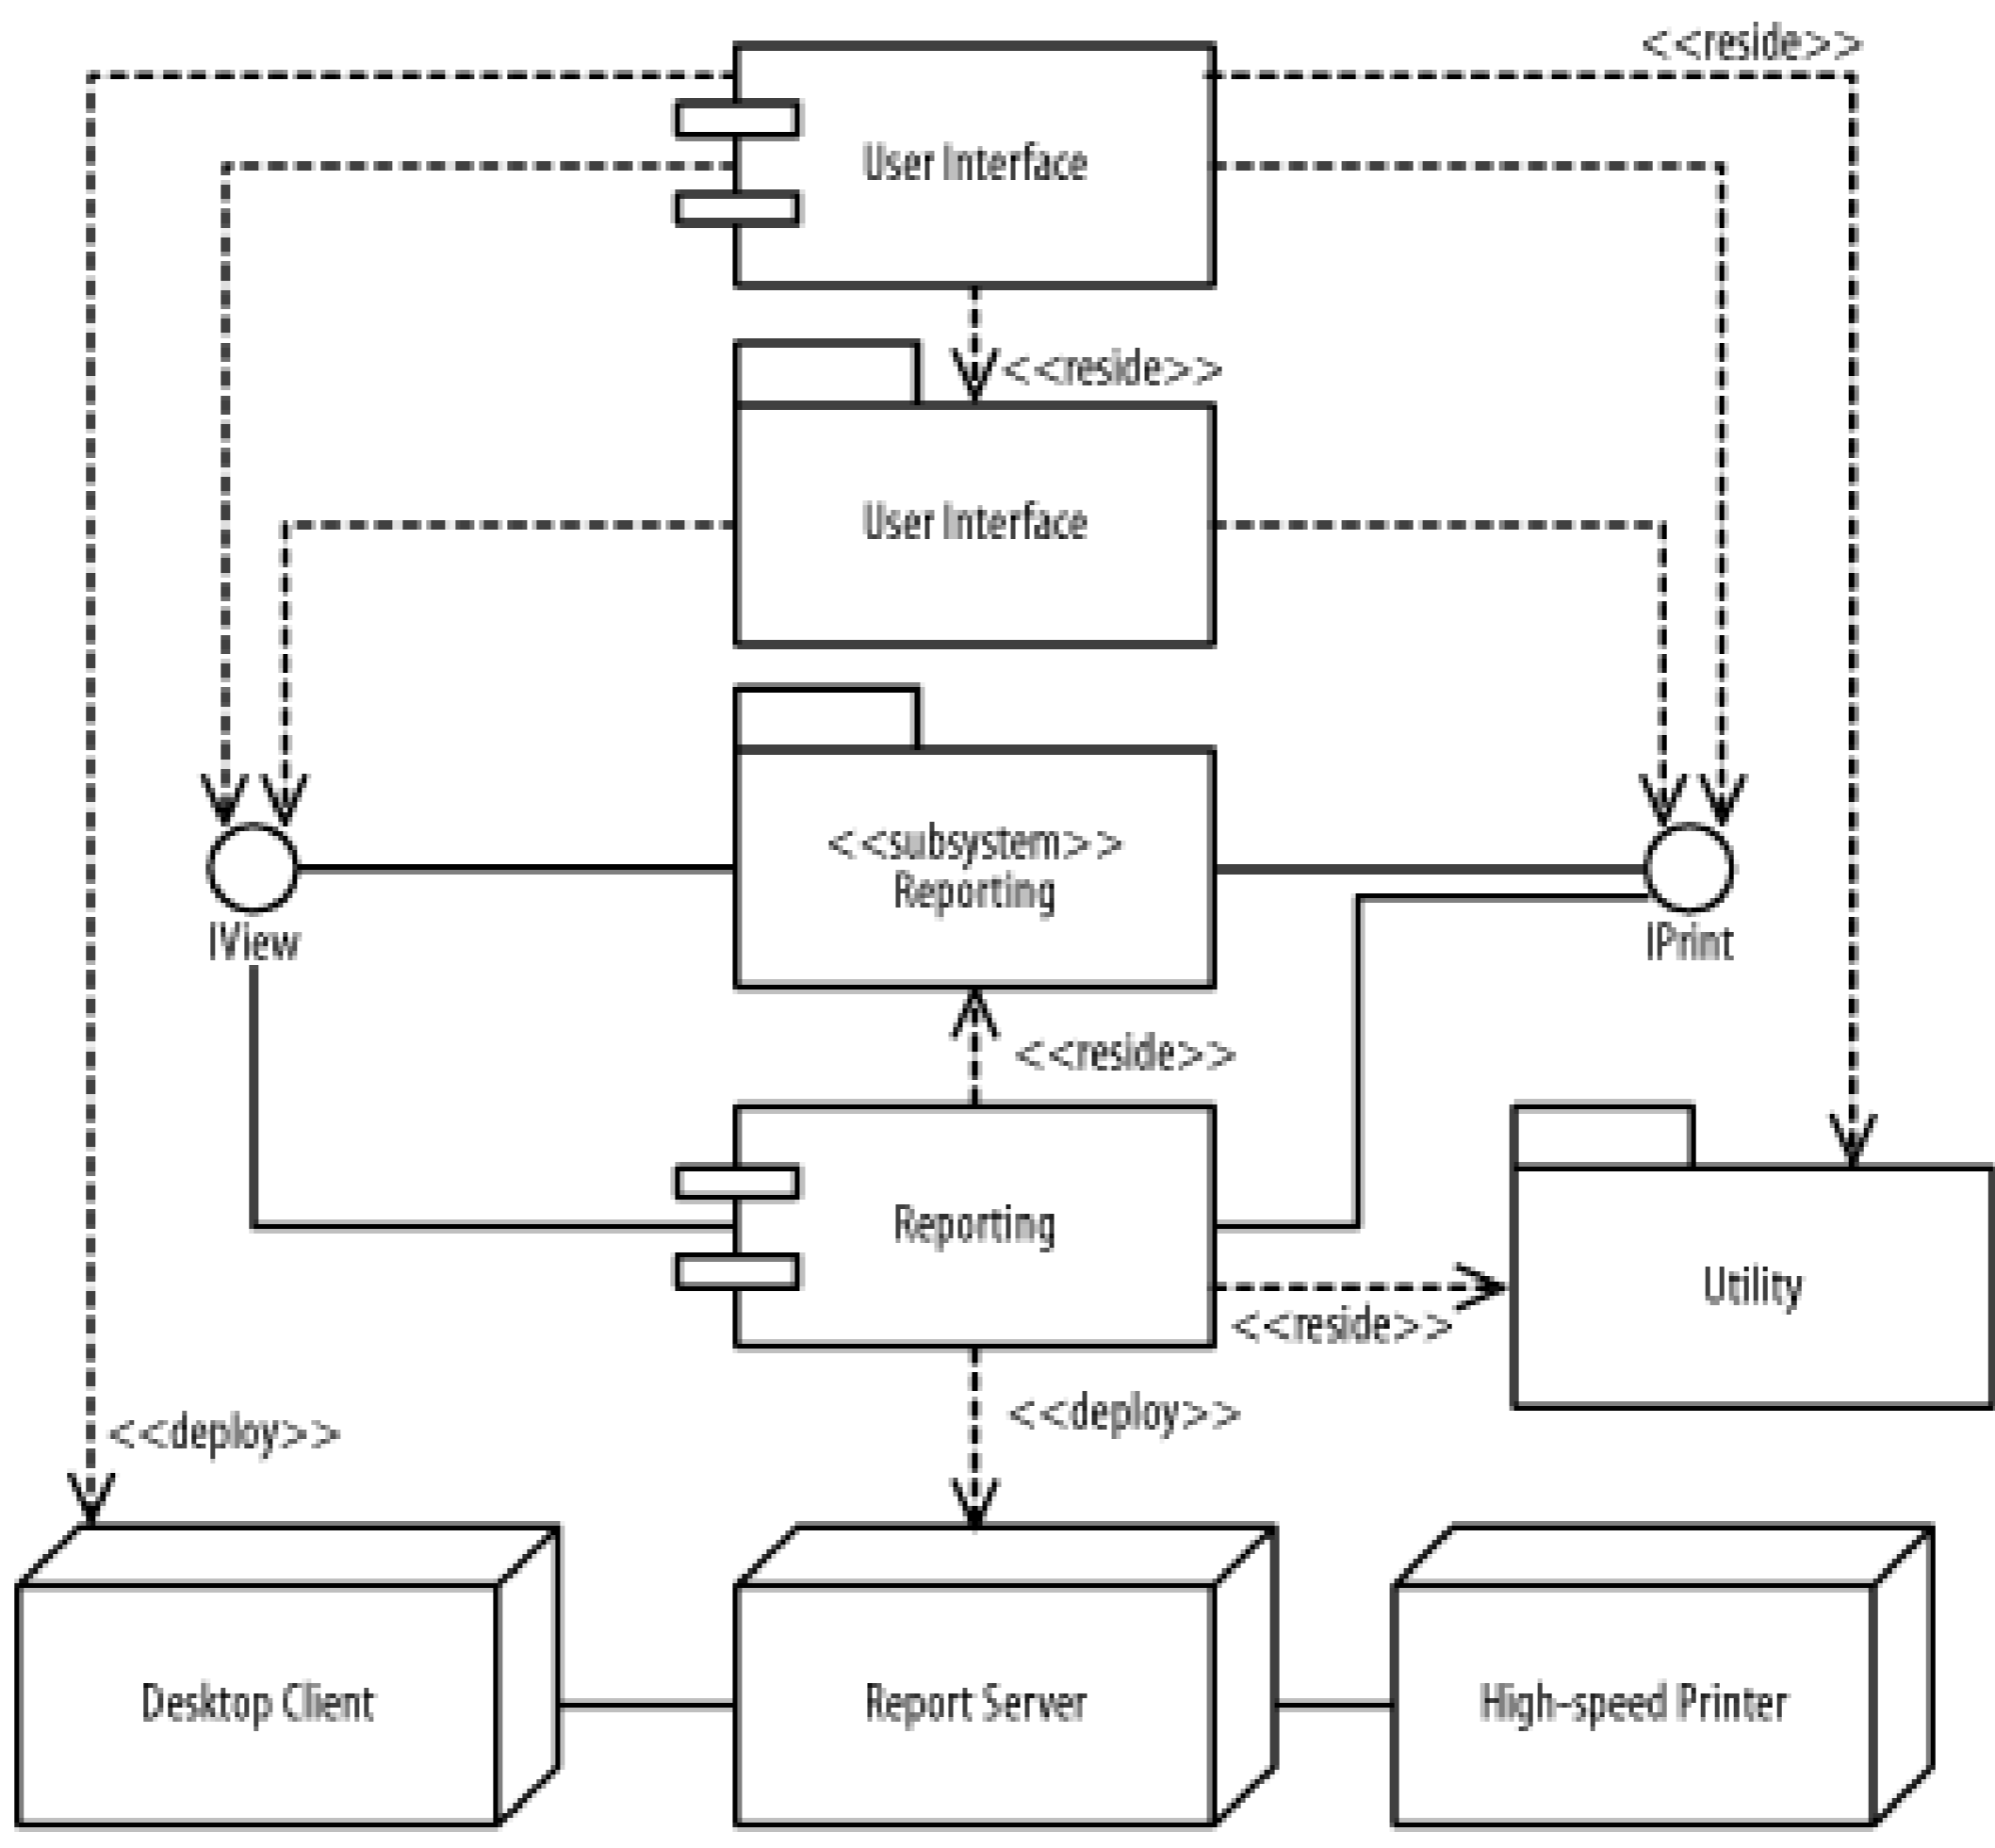 <<reside>>
User Interface
<<reside>>
User Interface
<<subsystem>>
Reporting
IView
IPrint
<<reside>>
Reporting
Utility
<<reside>>
<<deploy>>
<<deploy>>
Desktop Client
Report Server
High-speed Printer